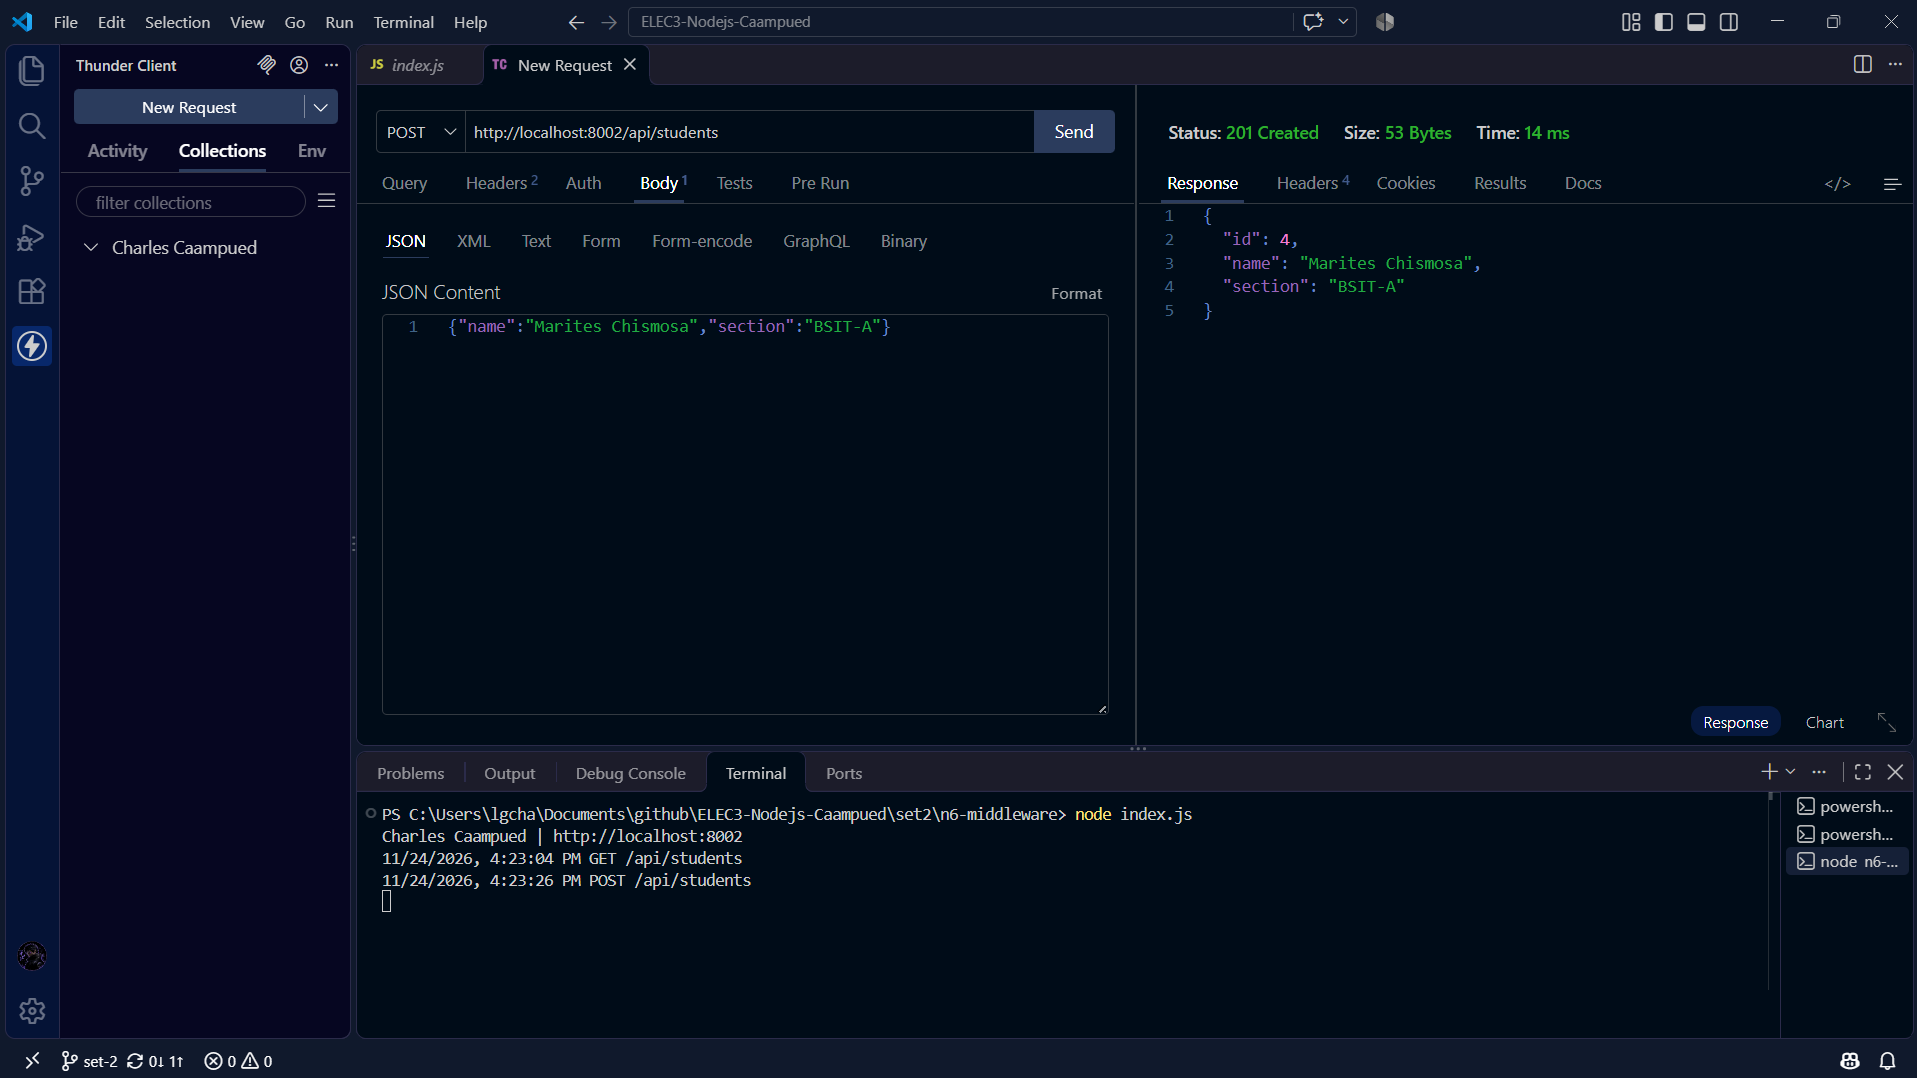 File Edit Selection View Go Run Terminal Help
ELEC3-Nodejs-Caampued
Thunder Client
New Request
Activity Collections Env
filter collections
Charles Caampued
JS index.js
TC New Request
POST http://localhost:8002/api/students Send
Query Headers 2 Auth Body 1 Tests Pre Run
JSON XML Text Form Form-encode GraphQL Binary
JSON Content
Format
1 {"name":"Marites Chismosa","section":"BSIT-A"}
Status: 201 Created Size: 53 Bytes Time: 14 ms
Response Headers 4 Cookies Results Docs </>
1 {
2 "id": 4,
3 "name": "Marites Chismosa",
4 "section": "BSIT-A"
5 }
Response Chart
Problems Output Debug Console Terminal Ports
PS C:\Users\lgcha\Documents\github\ELEC3-Nodejs-Caampued\set2\n6-middleware> node index.js
Charles Caampued | http://localhost:8002
11/24/2026, 4:23:04 PM GET /api/students
11/24/2026, 4:23:26 PM POST /api/students
powersh...
powersh...
node n6-...
set-2 0↓ 1↑ 0 0